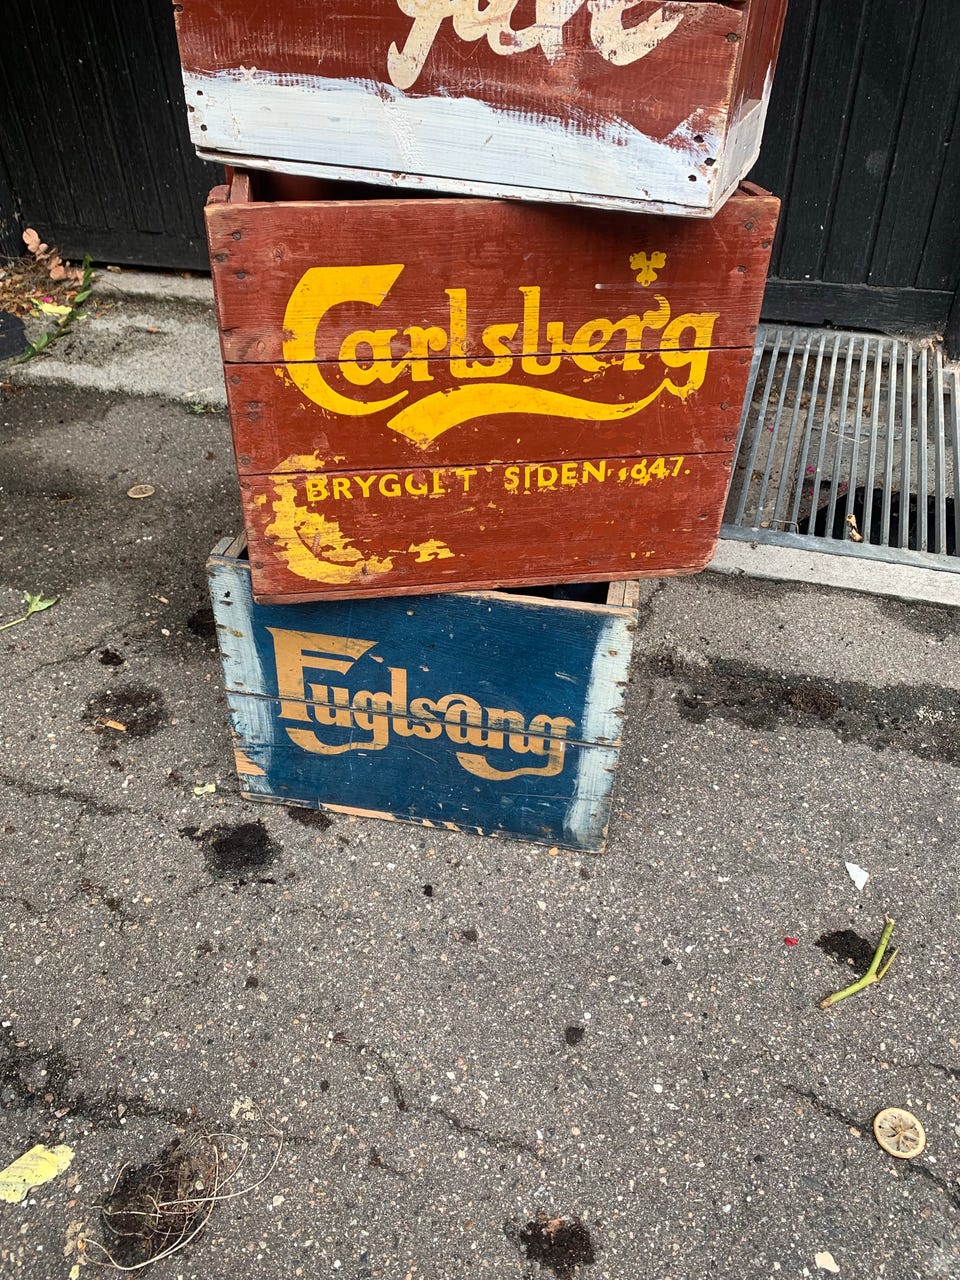 Carlsberg
BRYGGET SIDEN 1847.
Fuglsang